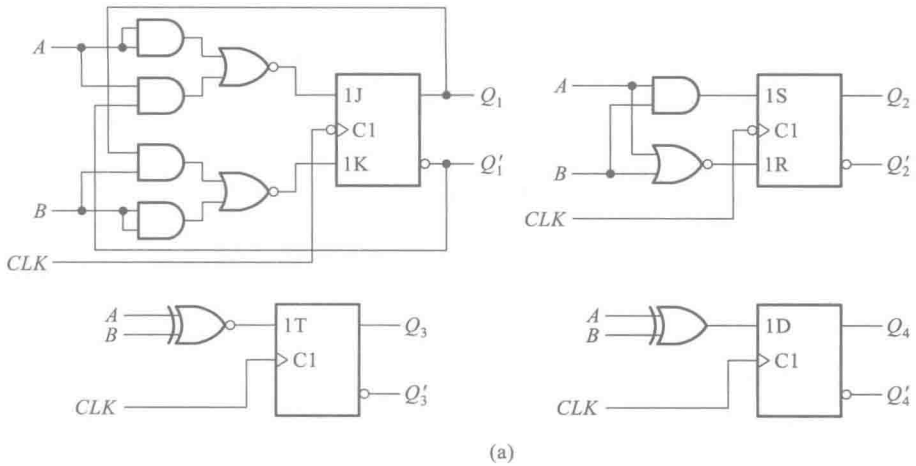 A
1J
Q₁
C1
1K
Q₁′
B
CLK
A
1S
Q₂
C1
B
1R
Q₂′
CLK
A
B
1T
Q₃
C1
CLK
Q₃′
A
B
1D
Q₄
C1
CLK
Q₄′
(a)